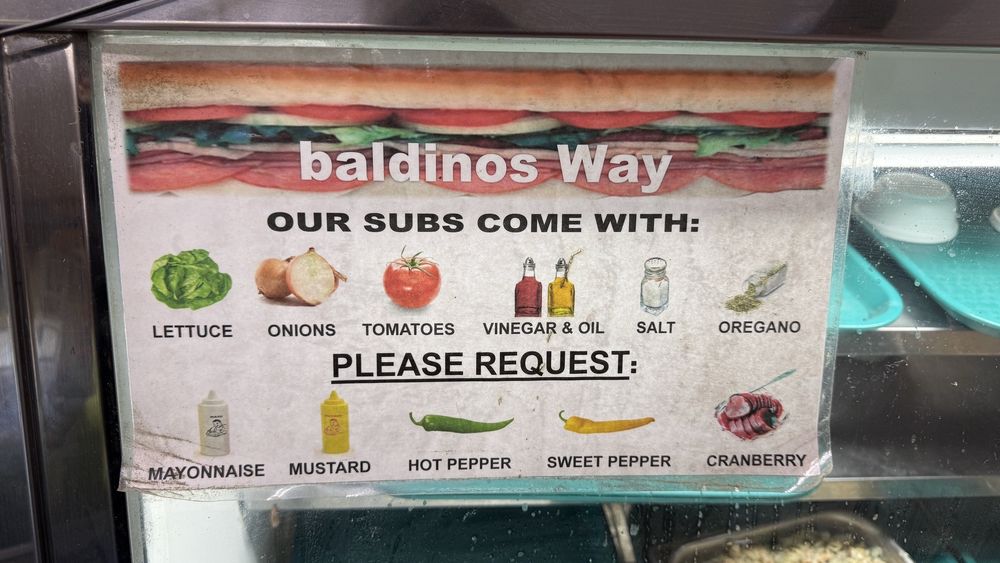 baldinos Way
OUR SUBS COME WITH:
LETTUCE ONIONS TOMATOES VINEGAR & OIL SALT OREGANO
PLEASE REQUEST:
MAYONNAISE MUSTARD HOT PEPPER SWEET PEPPER CRANBERRY